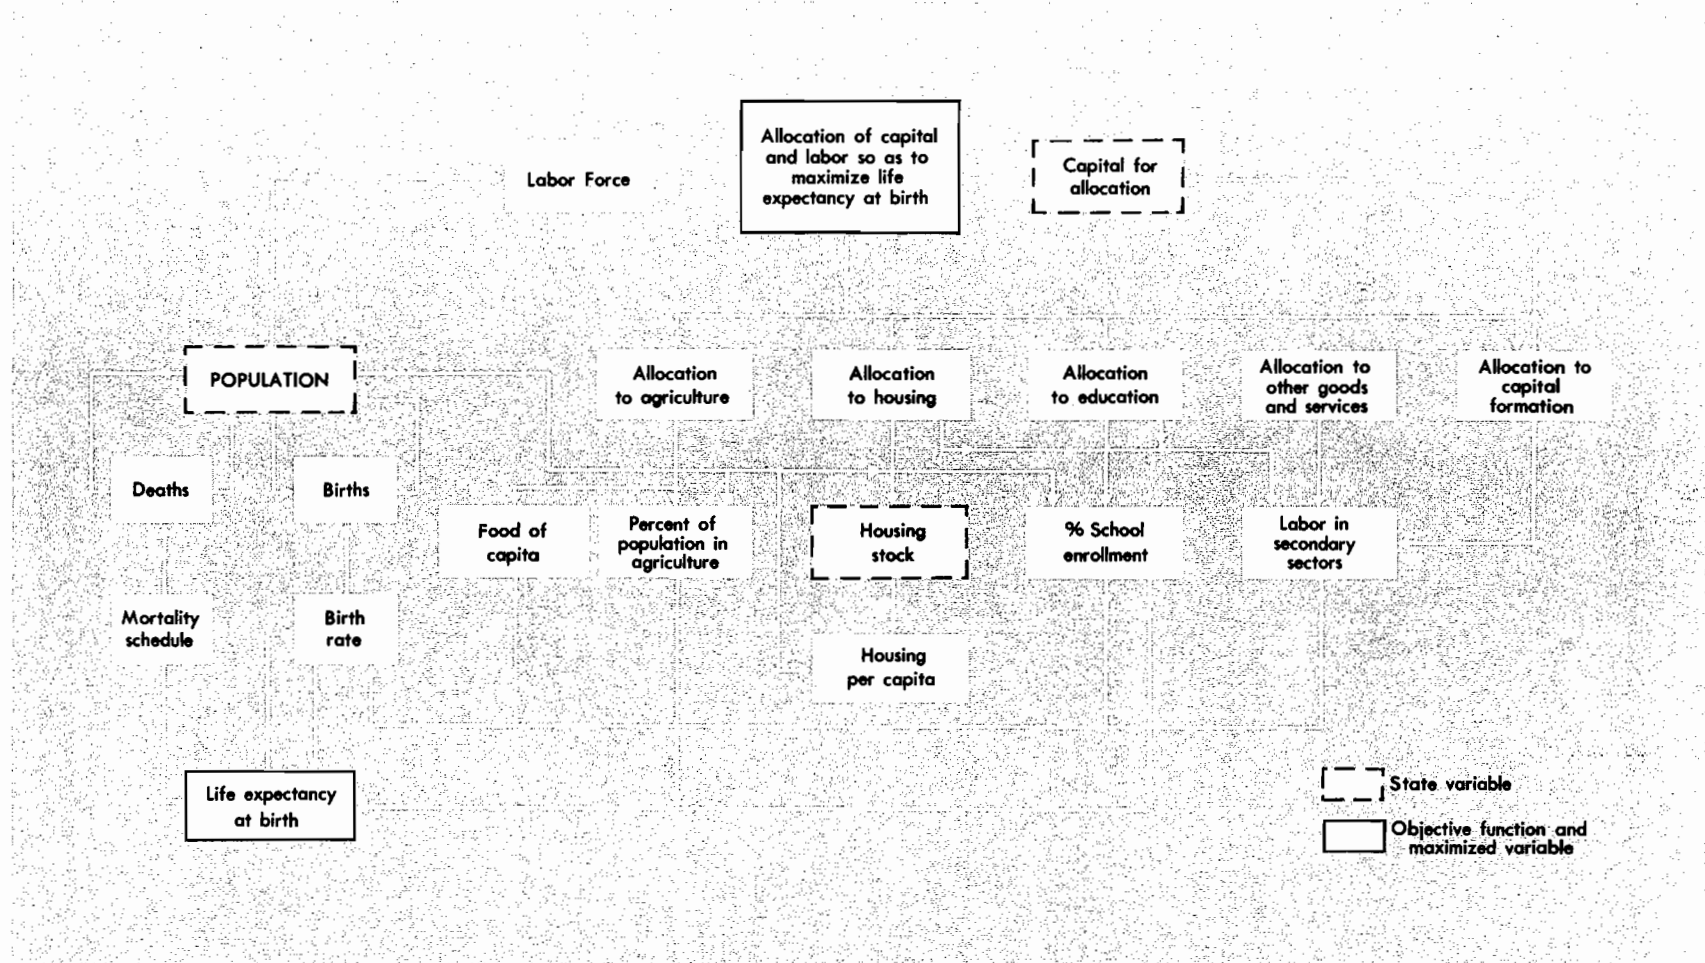 Allocation of capital
and labor so as to
maximize life
expectancy at birth
Labor Force
Capital for
allocation
POPULATION
Allocation
to agriculture
Allocation
to housing
Allocation
to education
Allocation to
other goods
and services
Allocation to
capital
formation
Deaths
Births
Food of
capita
Percent of
population in
agriculture
Housing
stock
% School
enrollment
Labor in
secondary
sectors
Mortality
schedule
Birth
rate
Housing
per capita
Life expectancy
at birth
State variable
Objective function and
maximized variable